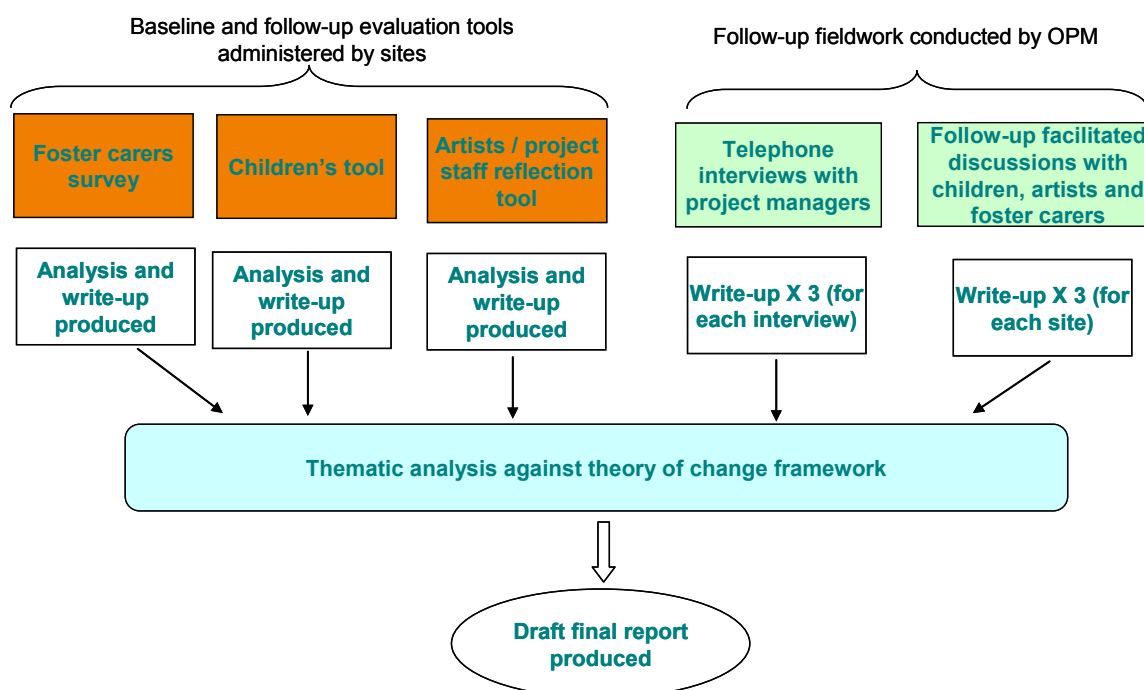 Baseline and follow-up evaluation tools
administered by sites
Follow-up fieldwork conducted by OPM
Foster carers
survey
Children's tool
Artists / project
staff reflection
tool
Telephone
interviews with
project managers
Follow-up facilitated
discussions with
children, artists and
foster carers
Analysis and
write-up
produced
Analysis and
write-up
produced
Analysis and
write-up
produced
Write-up X 3 (for
each interview)
Write-up X 3 (for
each site)
Thematic analysis against theory of change framework
Draft final report
produced